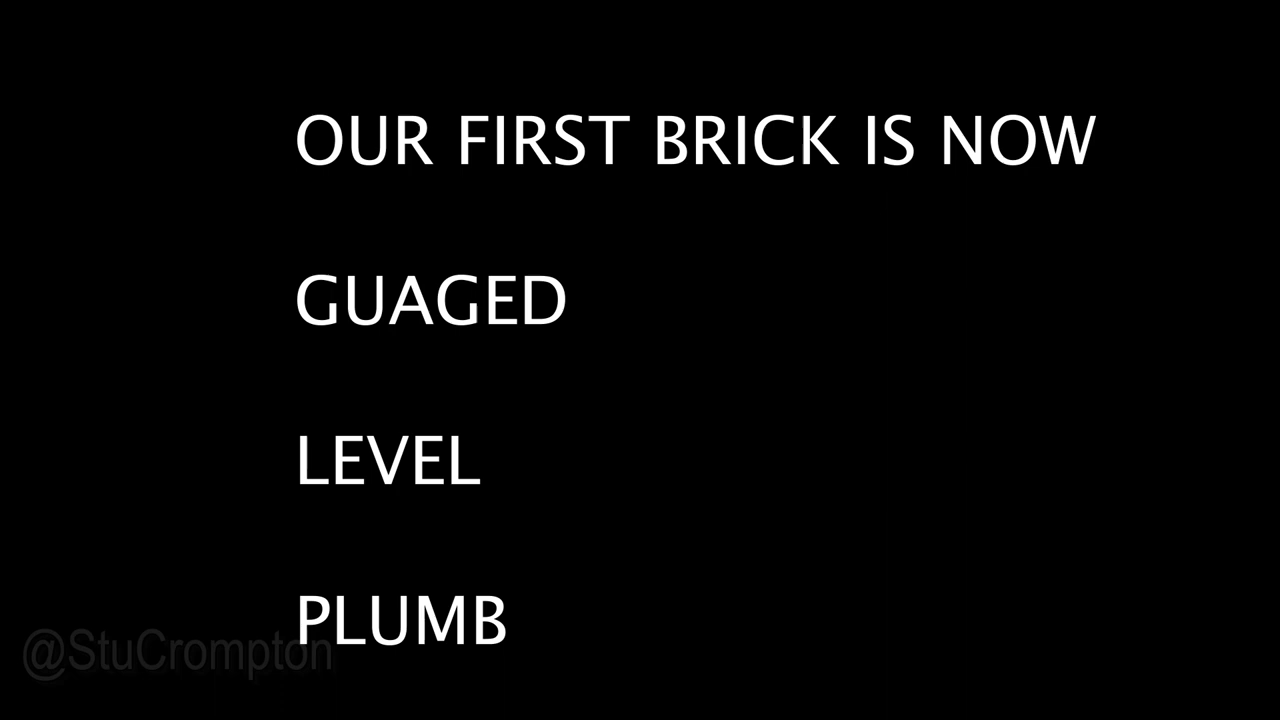 OUR FIRST BRICK IS NOW
GUAGED
LEVEL
PLUMB
@StuCrompton